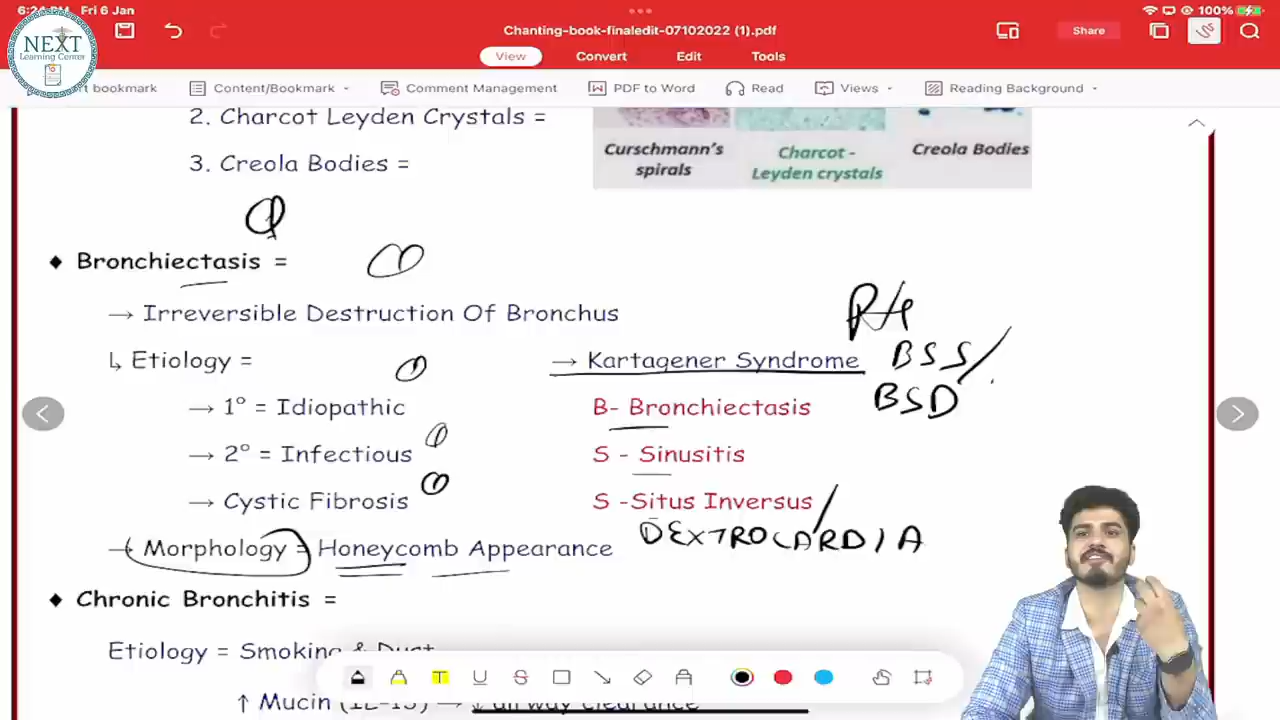 6:24 PM Fri 6 Jan
100%
NEXT
Learning Center
Chanting-book-finaledit-07102022 (1).pdf
Share
View Convert Edit Tools
bookmark Content/Bookmark Comment Management PDF to Word Read Views Reading Background
2. Charcot Leyden Crystals =
3. Creola Bodies =
Curschmann's spirals
Charcot - Leyden crystals
Creola Bodies
♦ Bronchiectasis =
→ Irreversible Destruction Of Bronchus
↳ Etiology =
→ 1° = Idiopathic
→ 2° = Infectious
→ Cystic Fibrosis
→ Kartagener Syndrome
BSS/
BSD
B- Bronchiectasis
S - Sinusitis
S -Situs Inversus /
DEXTROCARDIA
→ Morphology = Honeycomb Appearance
♦ Chronic Bronchitis =
Etiology = Smoking & Dust
↑ Mucin (IL-13) → ↓ airway clearance